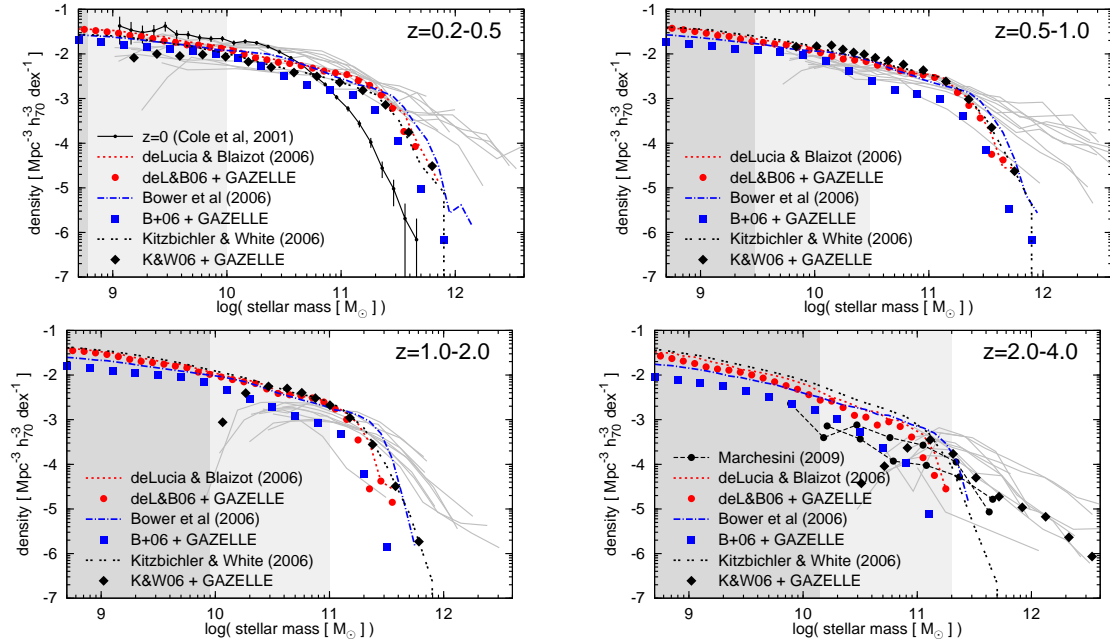 z=0.2-0.5
-1
-2
-3
-4
-5
-6
-7
density [ Mpc⁻³ h₇₀⁻³ dex⁻¹ ]
z=0 (Cole et al, 2001)
deLucia & Blaizot (2006)
deL&B06 + GAZELLE
Bower et al (2006)
B+06 + GAZELLE
Kitzbichler & White (2006)
K&W06 + GAZELLE
9 10 11 12
log( stellar mass [ M☉ ] )
z=0.5-1.0
-1
-2
-3
-4
-5
-6
-7
density [ Mpc⁻³ h₇₀⁻³ dex⁻¹ ]
deLucia & Blaizot (2006)
deL&B06 + GAZELLE
Bower et al (2006)
B+06 + GAZELLE
Kitzbichler & White (2006)
K&W06 + GAZELLE
9 10 11 12
log( stellar mass [ M☉ ] )
z=1.0-2.0
-1
-2
-3
-4
-5
-6
-7
density [ Mpc⁻³ h₇₀⁻³ dex⁻¹ ]
deLucia & Blaizot (2006)
deL&B06 + GAZELLE
Bower et al (2006)
B+06 + GAZELLE
Kitzbichler & White (2006)
K&W06 + GAZELLE
9 10 11 12
log( stellar mass [ M☉ ] )
z=2.0-4.0
-1
-2
-3
-4
-5
-6
-7
density [ Mpc⁻³ h₇₀⁻³ dex⁻¹ ]
Marchesini (2009)
deLucia & Blaizot (2006)
deL&B06 + GAZELLE
Bower et al (2006)
B+06 + GAZELLE
Kitzbichler & White (2006)
K&W06 + GAZELLE
9 10 11 12
log( stellar mass [ M☉ ] )